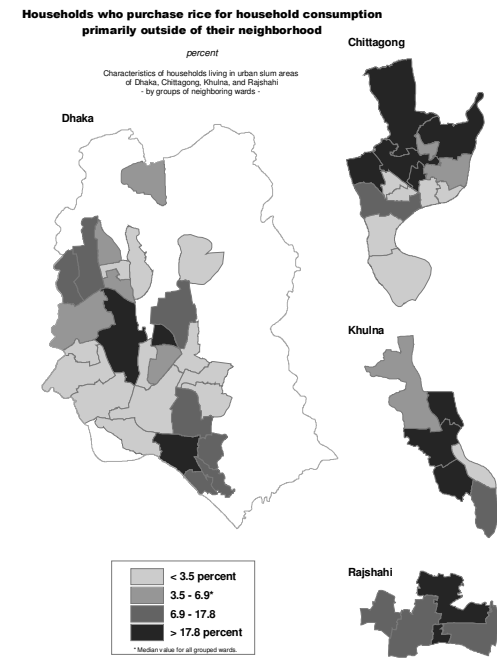 Households who purchase rice for household consumption
primarily outside of their neighborhood
percent
Characteristics of households living in urban slum areas
of Dhaka, Chittagong, Khulna, and Rajshahi
- by groups of neighboring wards -
Chittagong
Dhaka
Khulna
Rajshahi
< 3.5 percent
3.5 - 6.9*
6.9 - 17.8
> 17.8 percent
* Median value for all grouped wards.